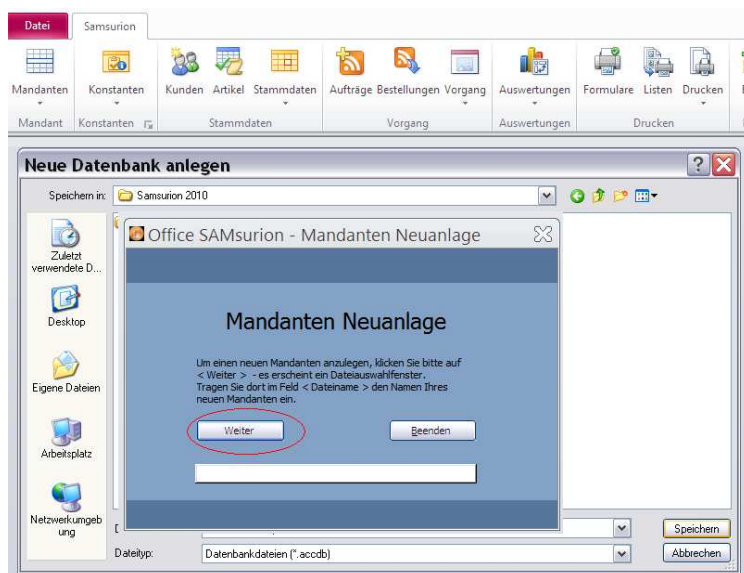 Datei Samsurion
Mandanten Konstanten Kunden Artikel Stammdaten Aufträge Bestellungen Vorgang Auswertungen Formulare Listen Drucken
Mandant Konstanten Stammdaten Vorgang Auswertungen Drucken
Neue Datenbank anlegen
Speichern in: Samsurion 2010
Zuletzt
verwendete D...
Desktop
Eigene Dateien
Arbeitsplatz
Netzwerkumgeb
ung
Office SAMsurion - Mandanten Neuanlage
Mandanten Neuanlage
Um einen neuen Mandanten anzulegen, klicken Sie bitte auf
< Weiter > - es erscheint ein Dateiauswahlfenster.
Tragen Sie dort im Feld < Dateiname > den Namen Ihres
neuen Mandanten ein.
Weiter Beenden
Speichern
Dateityp: Datenbankdateien (*.accdb) Abbrechen